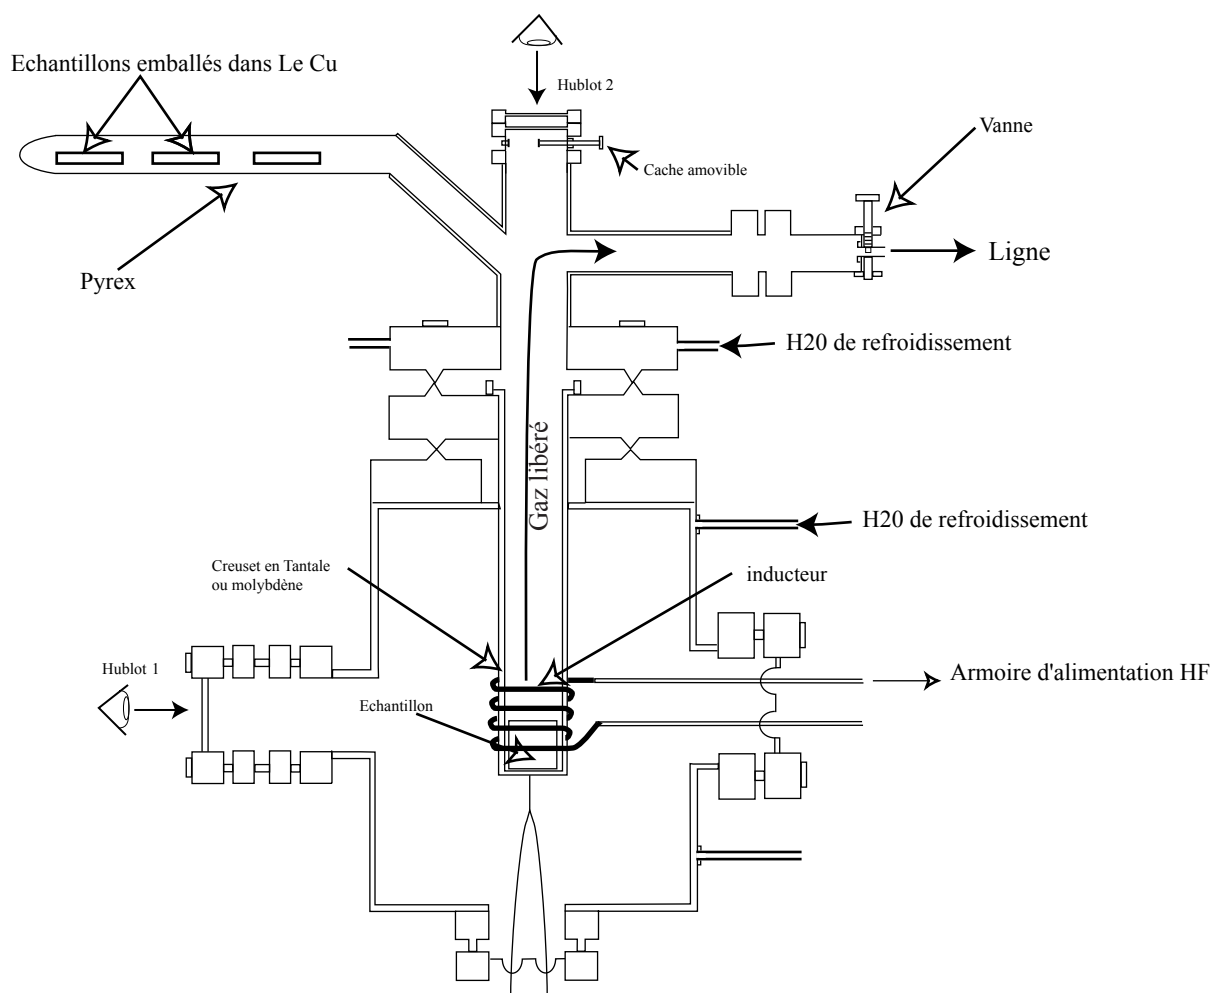 Hublot 2
Echantillons emballés dans Le Cu
Vanne
Cache amovible
Pyrex
Ligne
H20 de refroidissement
Gaz libéré
H20 de refroidissement
Creuset en Tantale
ou molybdène
inducteur
Hublot 1
Armoire d'alimentation HF
Echantillon